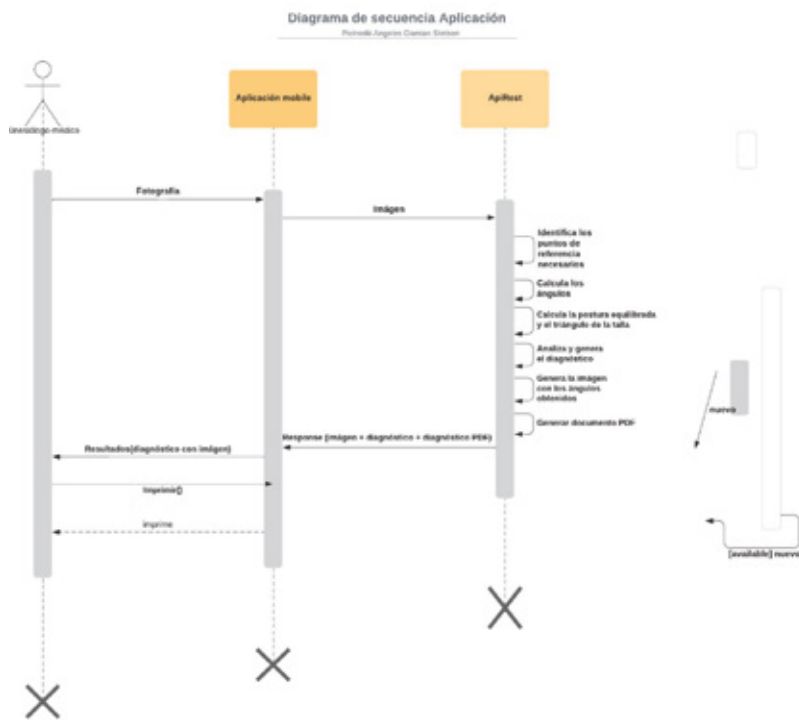 Diagrama de secuencia Aplicación
Aplicación mobile
ApiRest
Fotografía
Imágen
Identifica los
puntos de
referencia
necesarios
Calcula los
ángulos
Calcula la postura equilibrada
y el triángulo de la talla
Analiza y genera
el diagnóstico
Genera la imágen
con los ángulos
obtenidos
Generar documento PDF
Response (imágen + diagnóstico + diagnóstico PDF)
Resultados(diagnóstico con imágen)
Imprimir()
imprime
nuevo
[available] nuevo